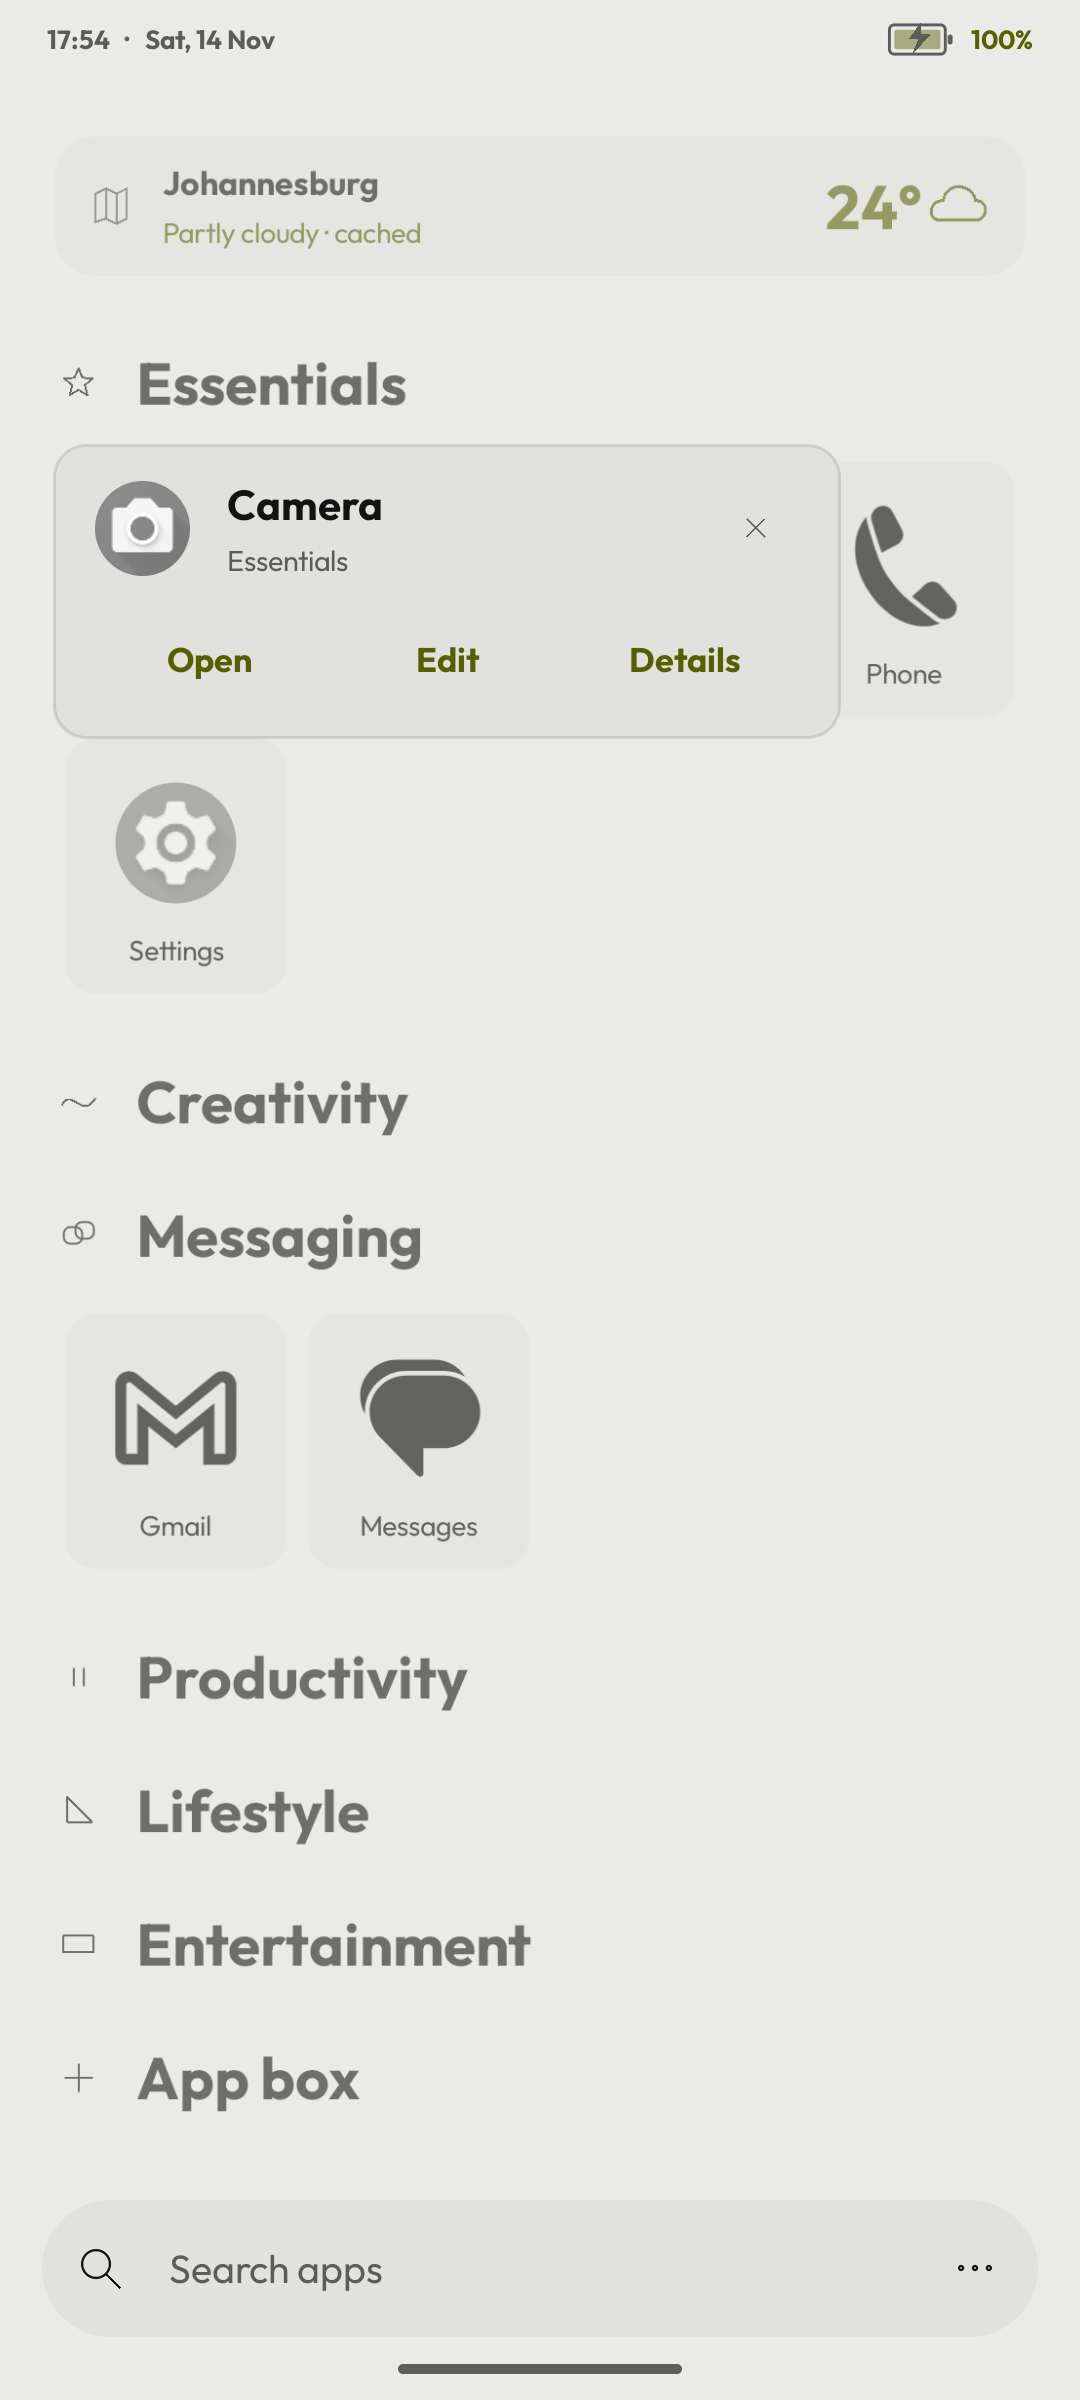 17:54 · Sat, 14 Nov
100%
Johannesburg
Partly cloudy · cached
24°
Essentials
Camera
Essentials
Open Edit Details
Phone
Settings
Creativity
Messaging
Gmail Messages
Productivity
Lifestyle
Entertainment
App box
Search apps